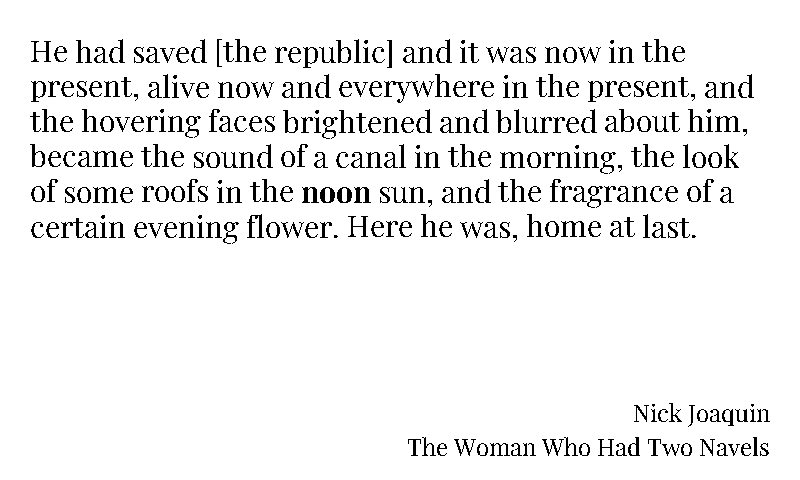 He had saved [the republic] and it was now in the
present, alive now and everywhere in the present, and
the hovering faces brightened and blurred about him,
became the sound of a canal in the morning, the look
of some roofs in the noon sun, and the fragrance of a
certain evening flower. Here he was, home at last.
Nick Joaquin
The Woman Who Had Two Navels